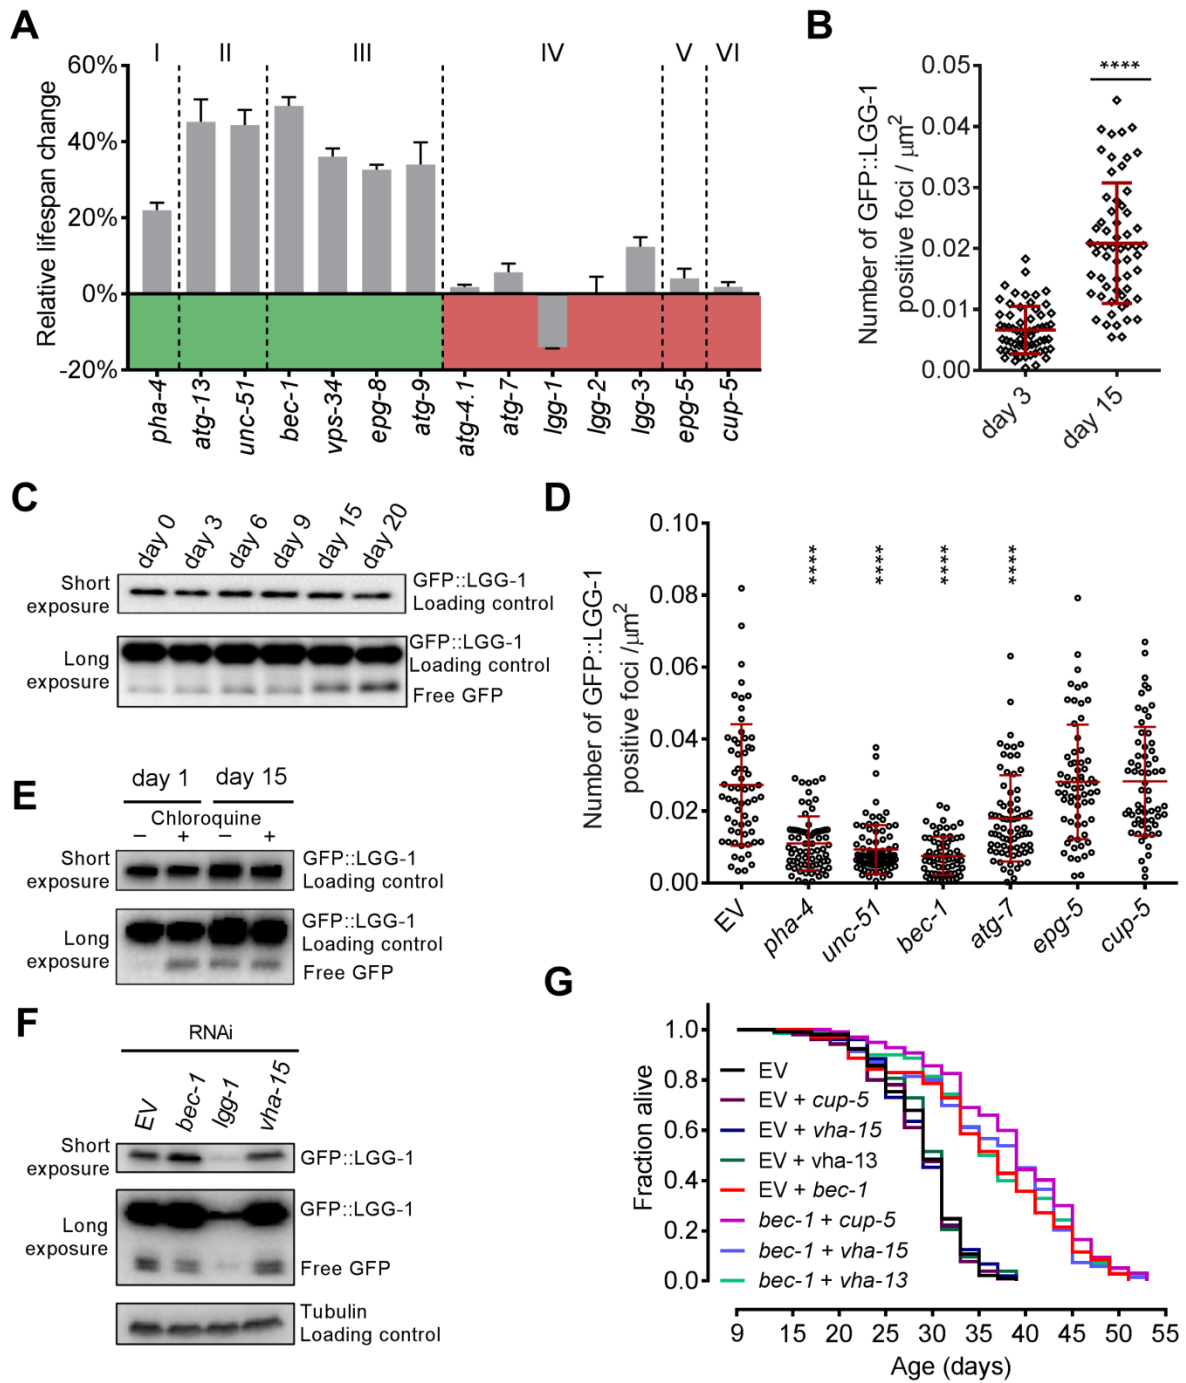 A
I II III IV V VI
Relative lifespan change
60%
40%
20%
0%
-20%
pha-4
atg-13
unc-51
bec-1
vps-34
epg-8
atg-9
atg-4.1
atg-7
lgg-1
lgg-2
lgg-3
epg-5
cup-5
B
Number of GFP::LGG-1
positive foci / µm2
0.05
0.04
0.03
0.02
0.01
0.00
****
day 3
day 15
C
day 0
day 3
day 6
day 9
day 15
day 20
Short
exposure
GFP::LGG-1
Loading control
Long
exposure
GFP::LGG-1
Loading control
Free GFP
D
Number of GFP::LGG-1
positive foci /µm2
0.10
0.08
0.06
0.04
0.02
0.00
****
****
****
****
EV
pha-4
unc-51
bec-1
atg-7
epg-5
cup-5
E
day 1 day 15
Chloroquine
– + – +
Short
exposure
GFP::LGG-1
Loading control
Long
exposure
GFP::LGG-1
Loading control
Free GFP
F
RNAi
EV
bec-1
lgg-1
vha-15
Short
exposure
GFP::LGG-1
Long
exposure
GFP::LGG-1
Free GFP
Tubulin
Loading control
G
Fraction alive
1.0
0.8
0.6
0.4
0.2
0.0
EV
EV + cup-5
EV + vha-15
EV + vha-13
EV + bec-1
bec-1 + cup-5
bec-1 + vha-15
bec-1 + vha-13
9 15 20 25 30 35 40 45 50 55
Age (days)